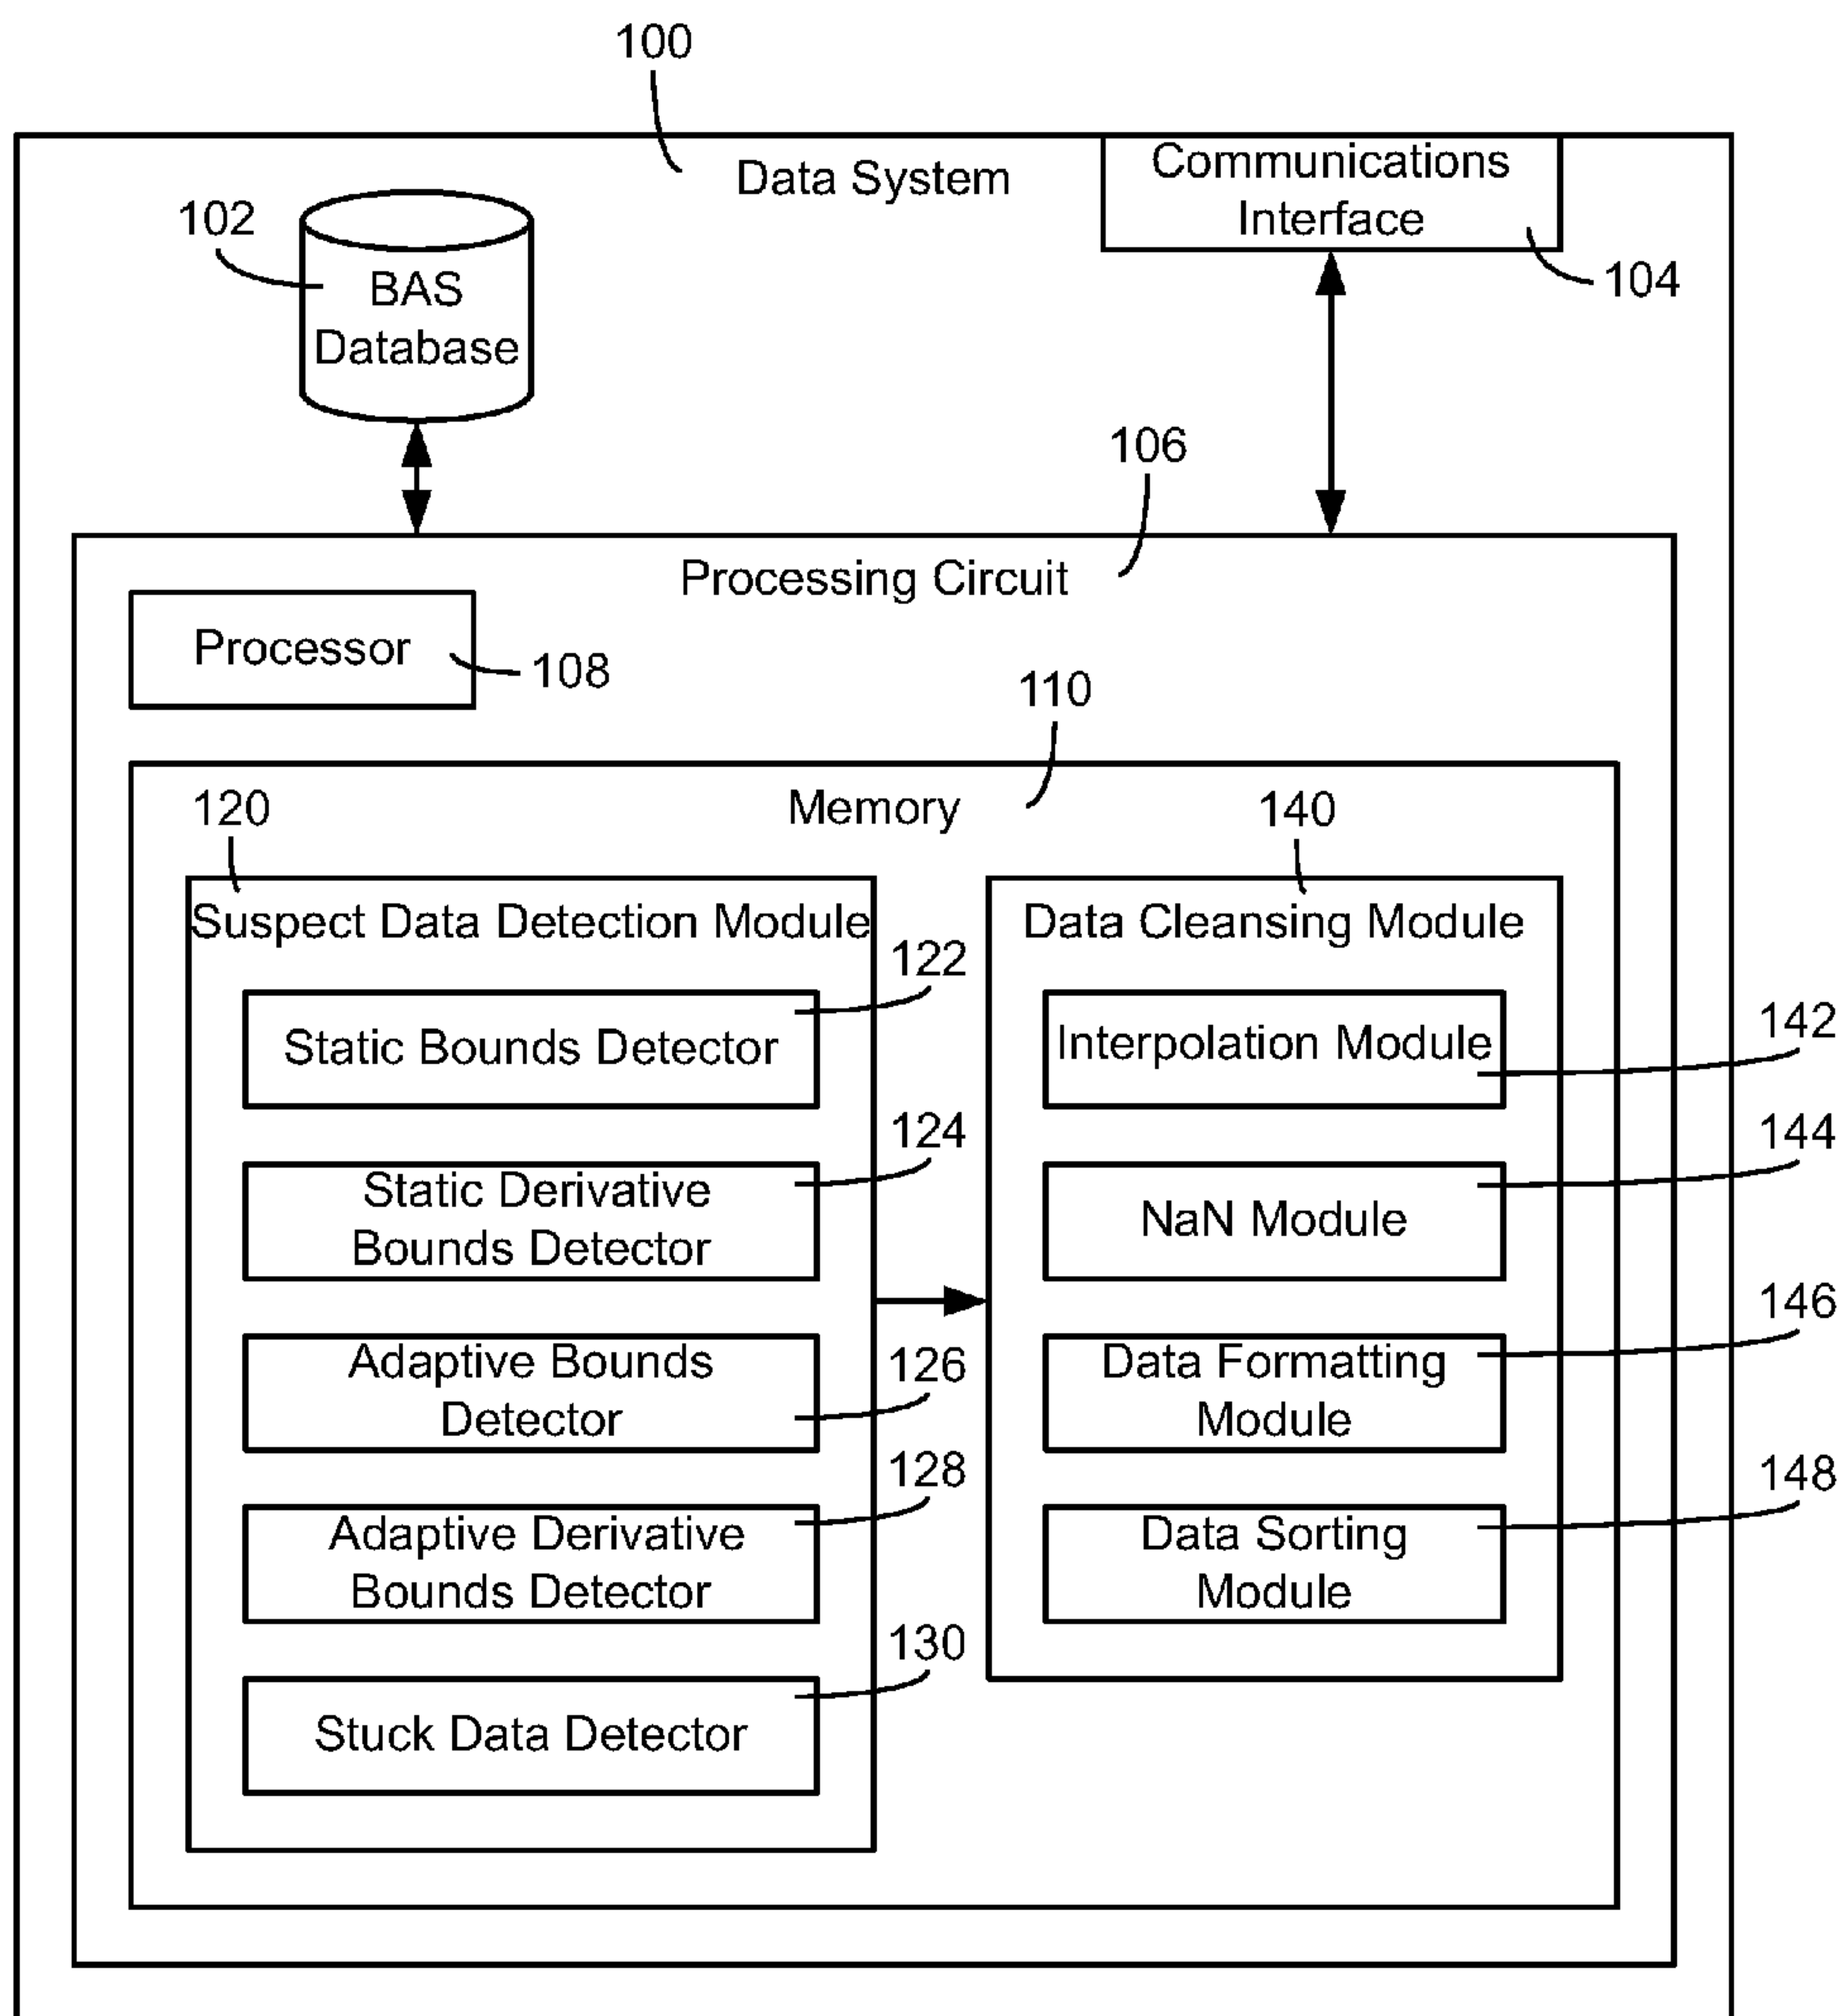 100
Data System
Communications
Interface
104
102
BAS
Database
106
Processing Circuit
Processor
108
110
Memory
120
140
Suspect Data Detection Module
Data Cleansing Module
122
Static Bounds Detector
Interpolation Module
142
124
Static Derivative
Bounds Detector
NaN Module
144
Adaptive Bounds
Detector
126
Data Formatting
Module
146
128
Adaptive Derivative
Bounds Detector
Data Sorting
Module
148
130
Stuck Data Detector